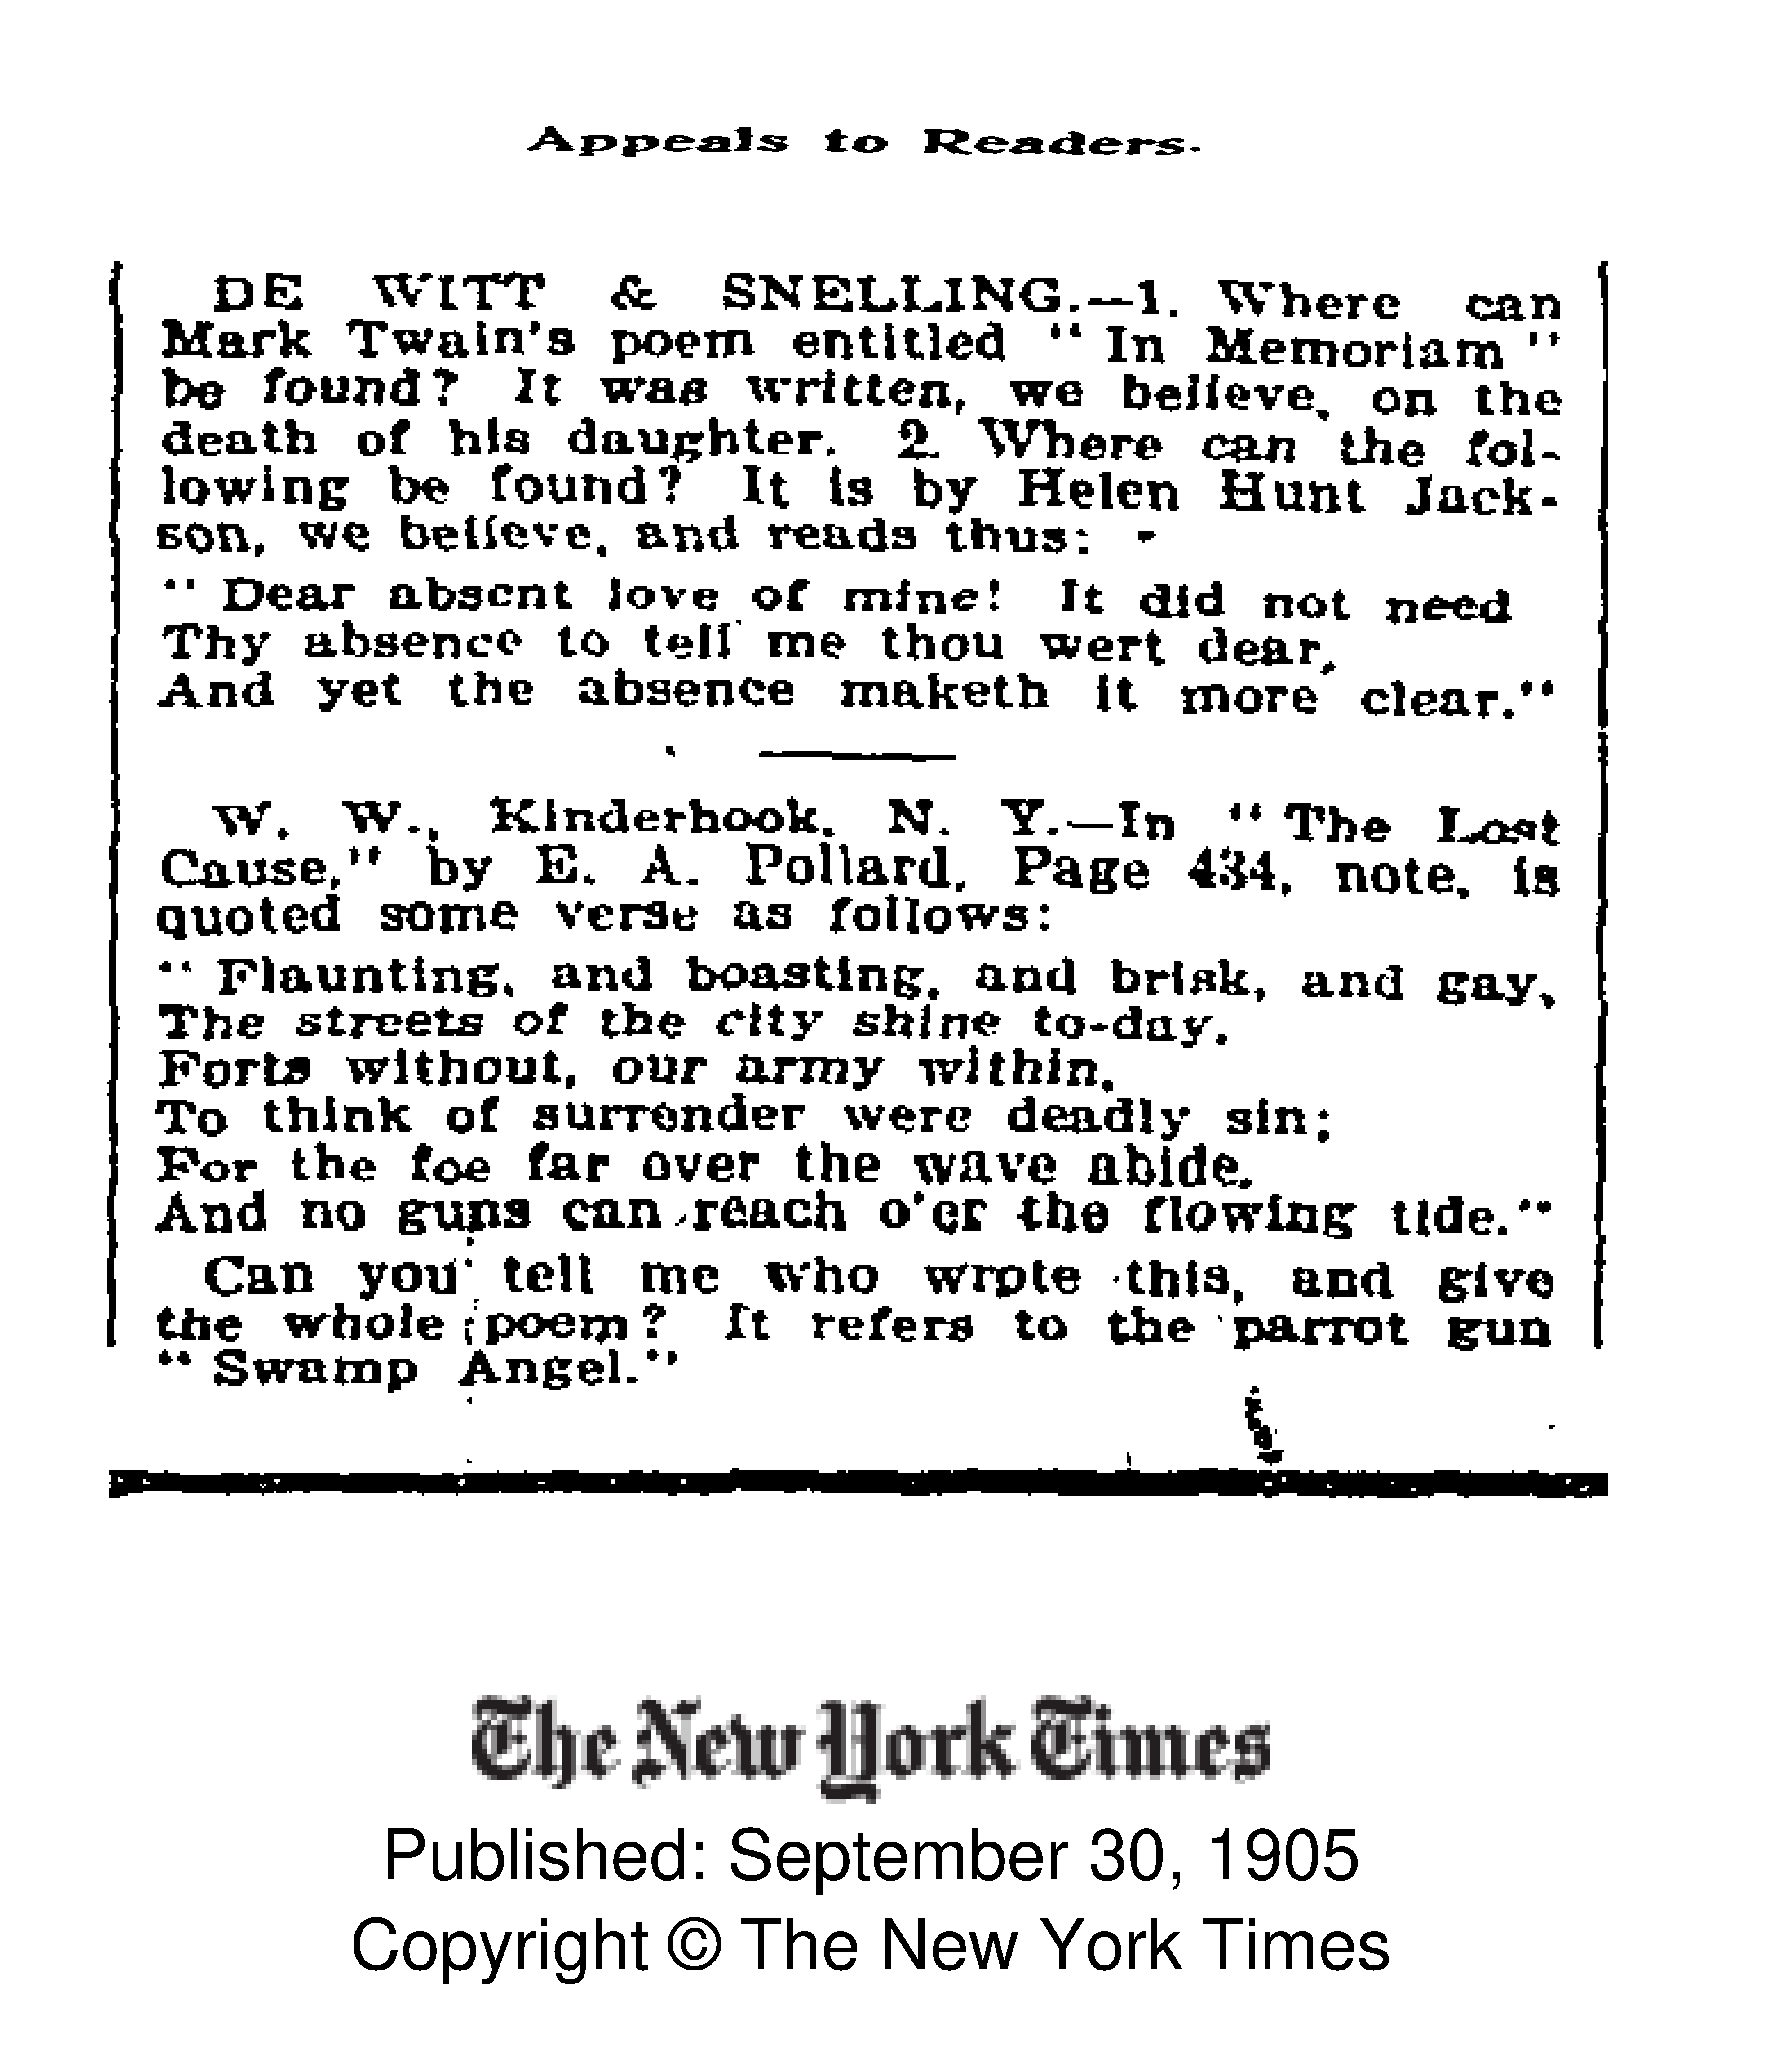 Appeals to Readers.
DE WITT & SNELLING.—1. Where can
Mark Twain's poem entitled "In Memoriam"
be found? It was written, we believe, on the
death of his daughter. 2. Where can the fol-
lowing be found? It is by Helen Hunt Jack-
son, we believe, and reads thus:
"Dear absent love of mine! It did not need
Thy absence to tell me thou wert dear,
And yet the absence maketh it more clear."
W. W., Kinderhook, N. Y.—In "The Lost
Cause," by E. A. Pollard, Page 434, note, is
quoted some verse as follows:
"Flaunting, and boasting, and brisk, and gay,
The streets of the city shine to-day.
Forts without, our army within,
To think of surrender were deadly sin;
For the foe far over the wave abide,
And no guns can reach o'er the flowing tide."
Can you tell me who wrote this, and give
the whole poem? It refers to the parrot gun
"Swamp Angel."
The New York Times
Published: September 30, 1905
Copyright © The New York Times